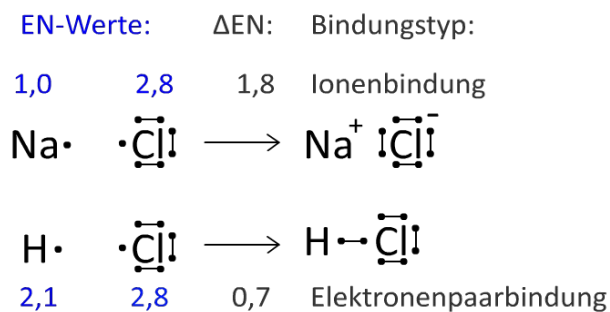 EN-Werte: ΔEN: Bindungstyp:
1,0 2,8 1,8 Ionenbindung
Na· ·Cl → Na+ Cl-
H· ·Cl → H–Cl
2,1 2,8 0,7 Elektronenpaarbindung